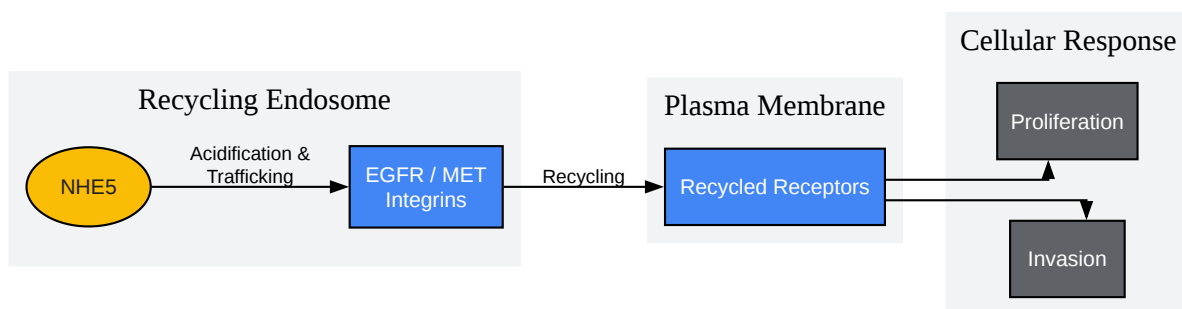 Recycling Endosome
NHE5
Acidification &
Trafficking
EGFR / MET
Integrins
Recycling
Plasma Membrane
Recycled Receptors
Cellular Response
Proliferation
Invasion